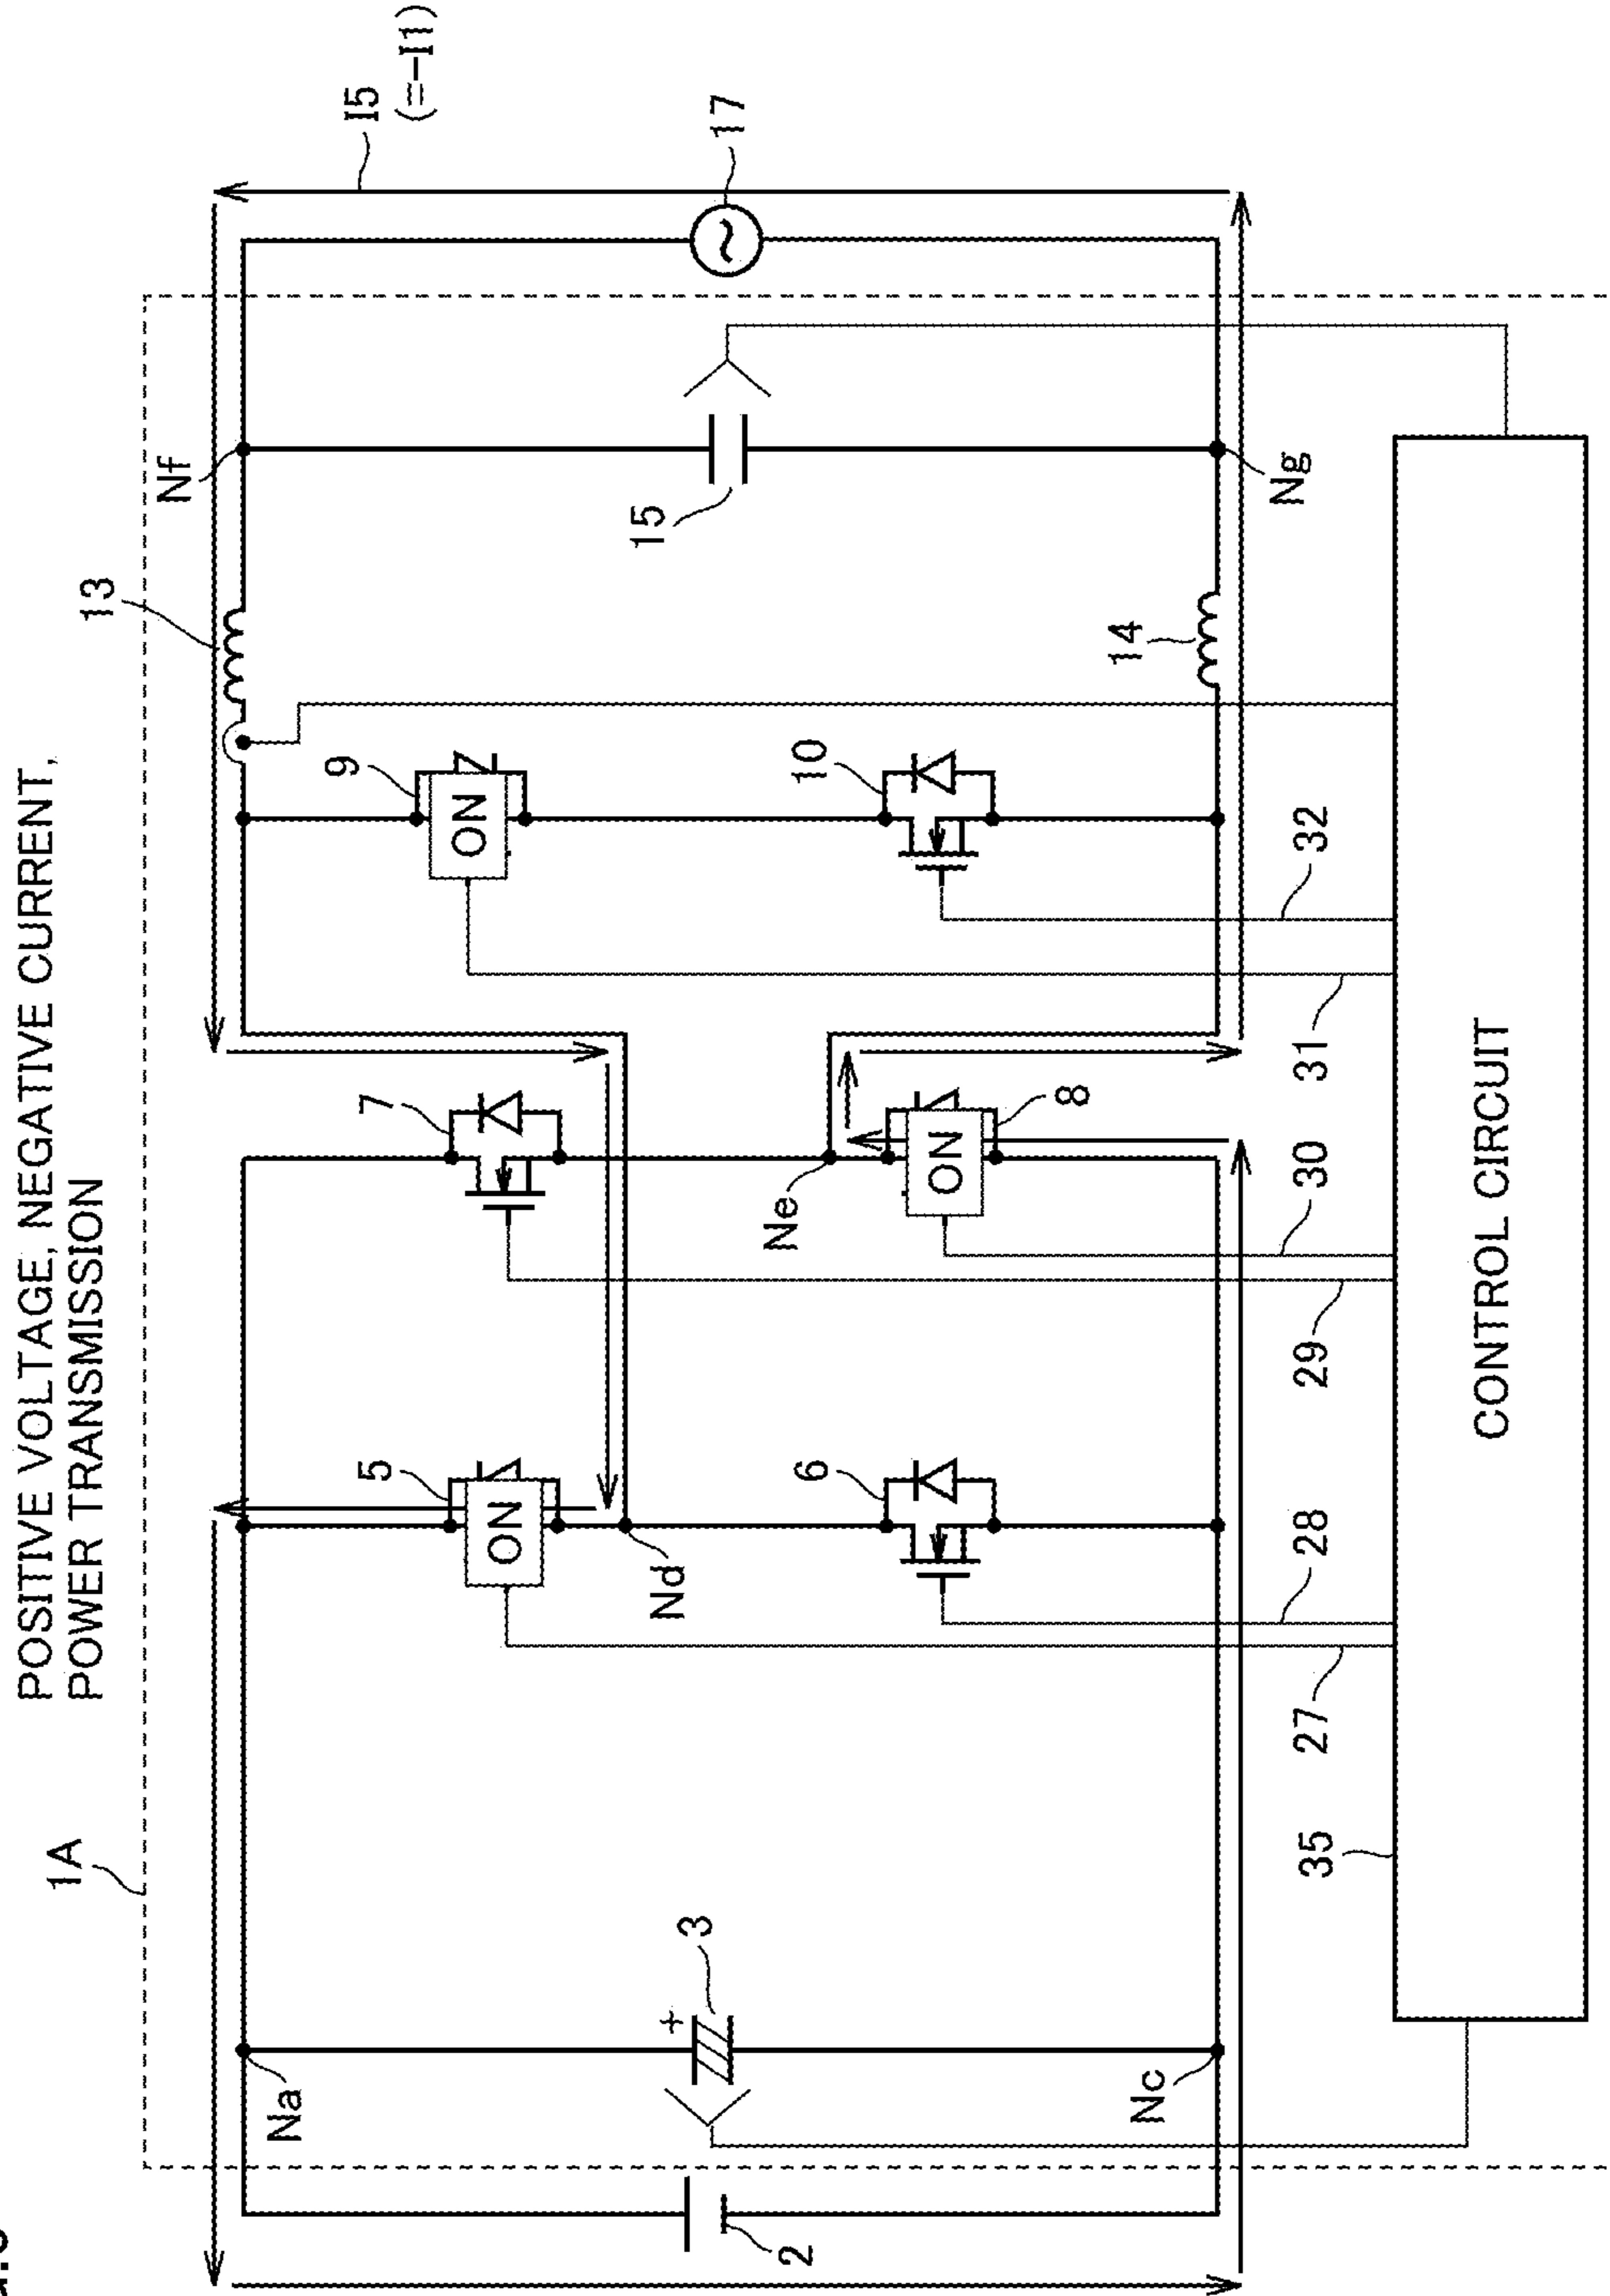 POSITIVE VOLTAGE, NEGATIVE CURRENT,
POWER TRANSMISSION
1A
13
I5
(=-I1)
Nf
17
9
7
5
Na
3
+
15
10
Nd
Ne
6
8
14
2
Nc
Ng
35
27
28
29
30
31
32
ON
ON
ON
CONTROL CIRCUIT